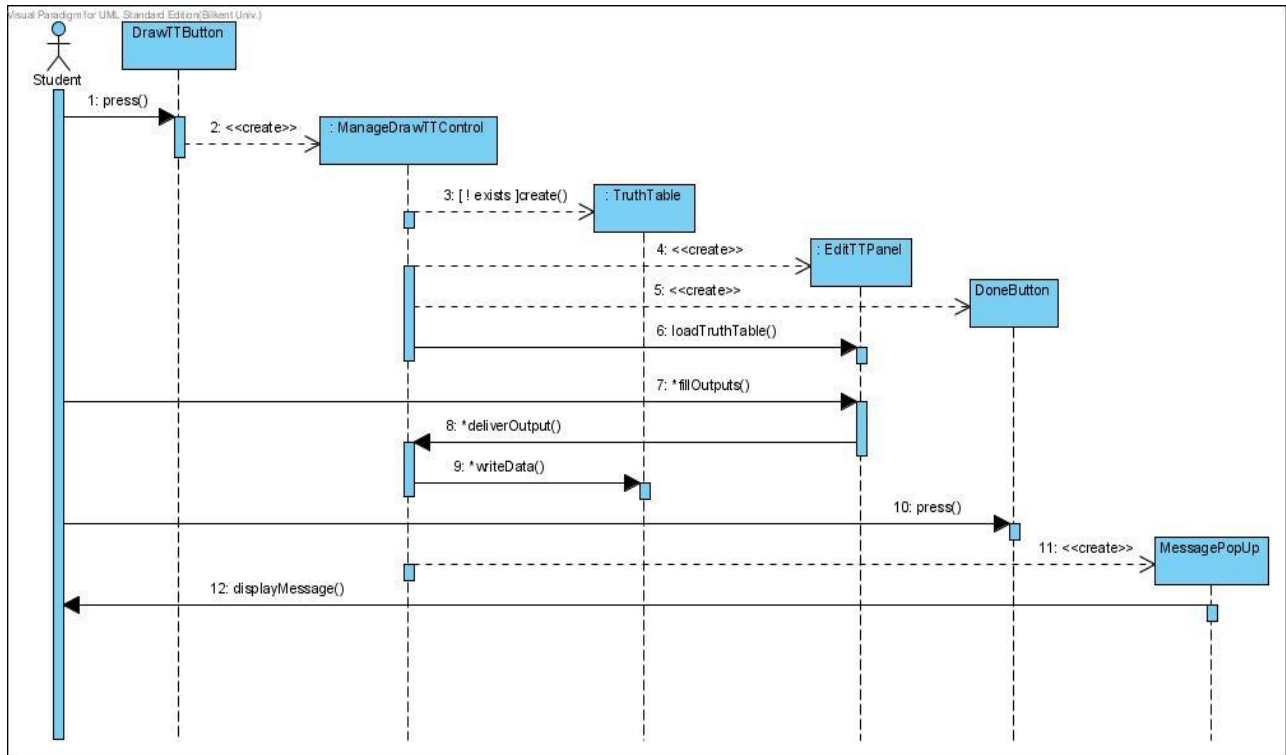 Visual Paradigm for UML Standard Edition(Bilkent Univ.)
DrawTTButton
Student
1: press()
2: <<create>>
: ManageDrawTTControl
3: [ ! exists ]create()
: TruthTable
4: <<create>>
: EditTTPanel
5: <<create>>
DoneButton
6: loadTruthTable()
7: *fillOutputs()
8: *deliverOutput()
9: *writeData()
10: press()
11: <<create>>
MessagePopUp
12: displayMessage()